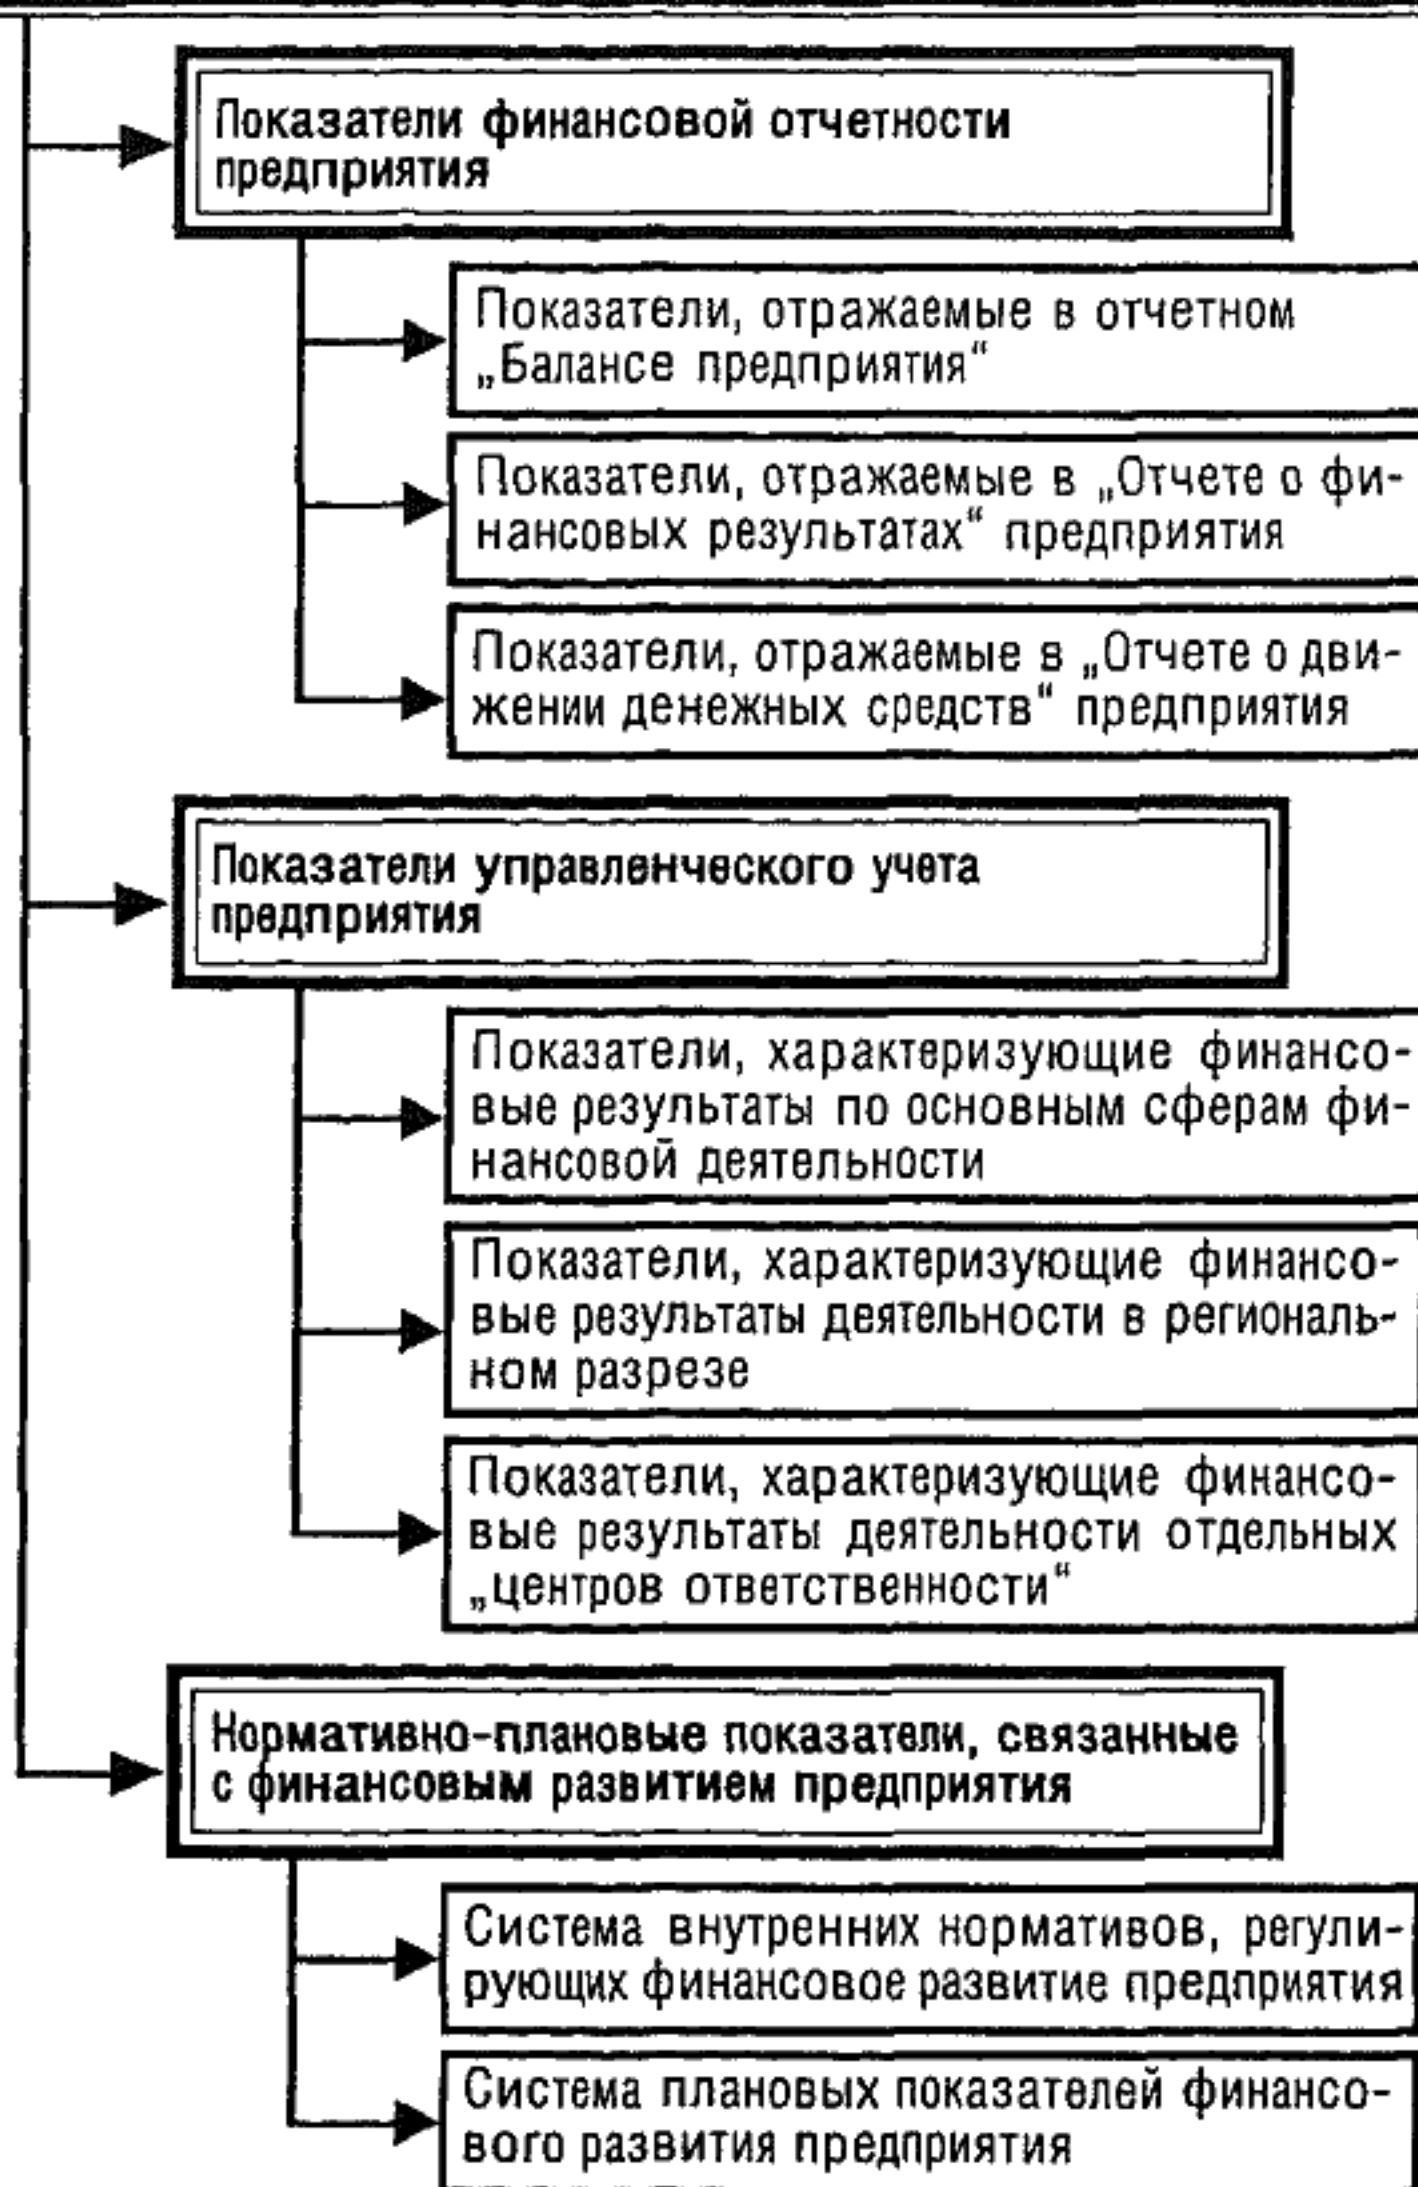 Показатели финансовой отчетности
предприятия
Показатели, отражаемые в отчетном
„Балансе предприятия“
Показатели, отражаемые в „Отчете о фи-
нансовых результатах“ предприятия
Показатели, отражаемые в „Отчете о дви-
жении денежных средств“ предприятия
Показатели управленческого учета
предприятия
Показатели, характеризующие финансо-
вые результаты по основным сферам фи-
нансовой деятельности
Показатели, характеризующие финансо-
вые результаты деятельности в региональ-
ном разрезе
Показатели, характеризующие финансо-
вые результаты деятельности отдельных
„центров ответственности“
Нормативно-плановые показатели, связанные
с финансовым развитием предприятия
Система внутренних нормативов, регули-
рующих финансовое развитие предприятия
Система плановых показателей финансо-
вого развития предприятия